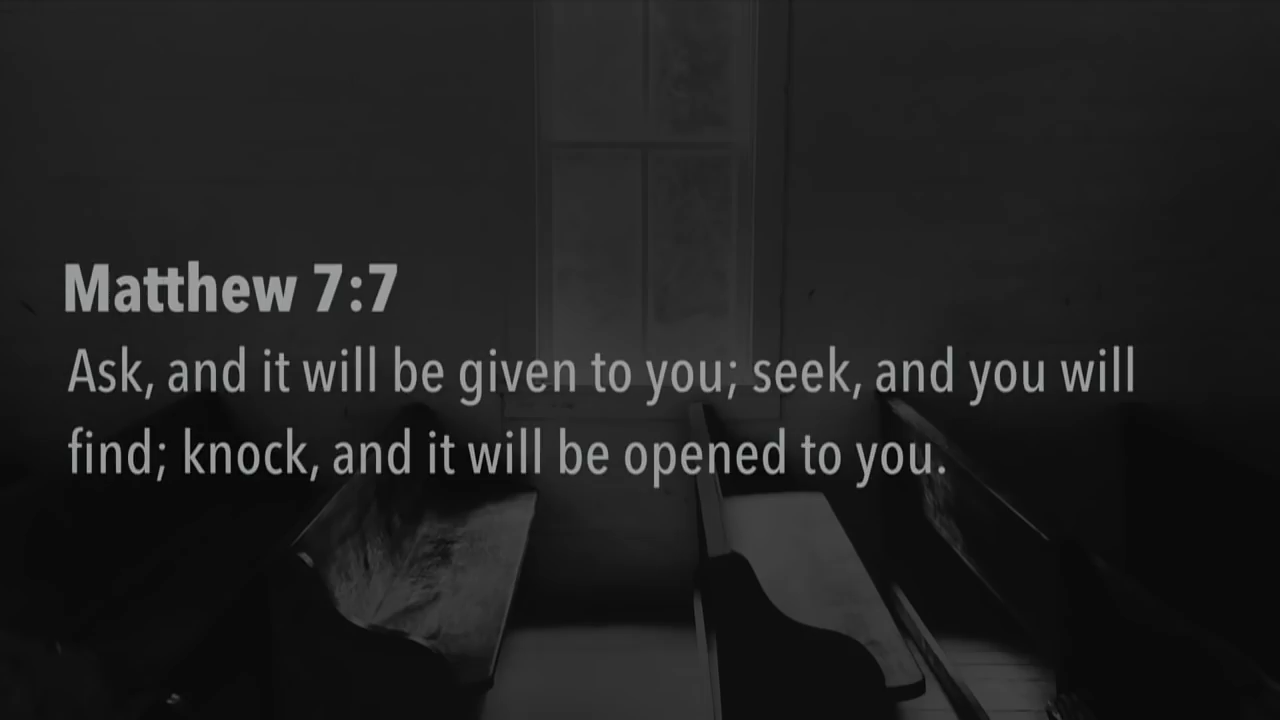 Matthew 7:7
Ask, and it will be given to you; seek, and you will
find; knock, and it will be opened to you.